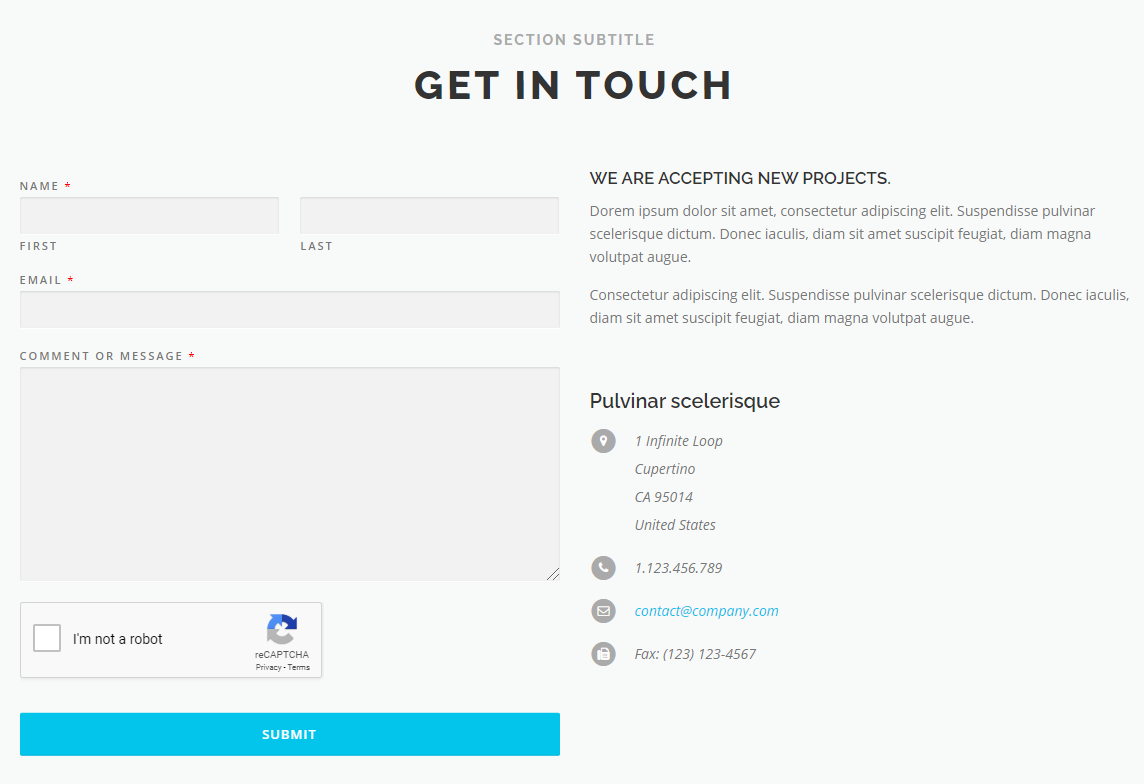 SECTION SUBTITLE
GET IN TOUCH
NAME *
FIRST
LAST
EMAIL *
COMMENT OR MESSAGE *
I'm not a robot
reCAPTCHA
Privacy - Terms
SUBMIT
WE ARE ACCEPTING NEW PROJECTS.
Dorem ipsum dolor sit amet, consectetur adipiscing elit. Suspendisse pulvinar
scelerisque dictum. Donec iaculis, diam sit amet suscipit feugiat, diam magna
volutpat augue.
Consectetur adipiscing elit. Suspendisse pulvinar scelerisque dictum. Donec iaculis,
diam sit amet suscipit feugiat, diam magna volutpat augue.
Pulvinar scelerisque
1 Infinite Loop
Cupertino
CA 95014
United States
1.123.456.789
contact@company.com
Fax: (123) 123-4567